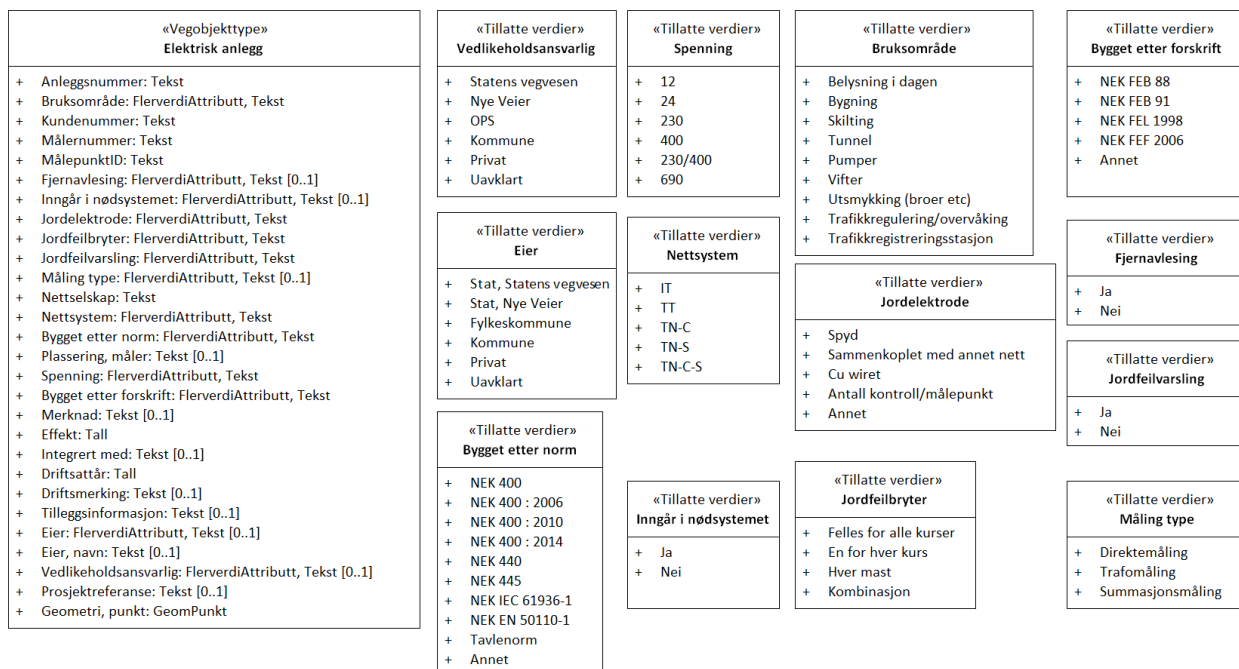 «Vegobjekttype»
Elektrisk anlegg
+ Anleggsnummer: Tekst
+ Bruksområde: FlerverdiAttributt, Tekst
+ Kundenummer: Tekst
+ Målernummer: Tekst
+ MålepunktID: Tekst
+ Fjernavlesing: FlerverdiAttributt, Tekst [0..1]
+ Inngår i nødsystemet: FlerverdiAttributt, Tekst [0..1]
+ Jordelektrode: FlerverdiAttributt, Tekst
+ Jordfeilbryter: FlerverdiAttributt, Tekst
+ Jordfeilvarsling: FlerverdiAttributt, Tekst
+ Måling type: FlerverdiAttributt, Tekst [0..1]
+ Nettselskap: Tekst
+ Nettsystem: FlerverdiAttributt, Tekst
+ Bygget etter norm: FlerverdiAttributt, Tekst
+ Plassering, måler: Tekst [0..1]
+ Spenning: FlerverdiAttributt, Tekst
+ Bygget etter forskrift: FlerverdiAttributt, Tekst
+ Merknad: Tekst [0..1]
+ Effekt: Tall
+ Integrert med: Tekst [0..1]
+ Driftsattår: Tall
+ Driftsmerking: Tekst [0..1]
+ Tilleggsinformasjon: Tekst [0..1]
+ Eier: FlerverdiAttributt, Tekst [0..1]
+ Eier, navn: Tekst [0..1]
+ Vedlikeholdsansvarlig: FlerverdiAttributt, Tekst [0..1]
+ Prosjektreferanse: Tekst [0..1]
+ Geometri, punkt: GeomPunkt
«Tillatte verdier»
Vedlikeholdsansvarlig
+ Statens vegvesen
+ Nye Veier
+ OPS
+ Kommune
+ Privat
+ Uavklart
«Tillatte verdier»
Eier
+ Stat, Statens vegvesen
+ Stat, Nye Veier
+ Fylkeskommune
+ Kommune
+ Privat
+ Uavklart
«Tillatte verdier»
Bygget etter norm
+ NEK 400
+ NEK 400 : 2006
+ NEK 400 : 2010
+ NEK 400 : 2014
+ NEK 440
+ NEK 445
+ NEK IEC 61936-1
+ NEK EN 50110-1
+ Tavlenorm
+ Annet
«Tillatte verdier»
Spenning
+ 12
+ 24
+ 230
+ 400
+ 230/400
+ 690
«Tillatte verdier»
Nettsystem
+ IT
+ TT
+ TN-C
+ TN-S
+ TN-C-S
«Tillatte verdier»
Inngår i nødsystemet
+ Ja
+ Nei
«Tillatte verdier»
Bruksområde
+ Belysning i dagen
+ Bygning
+ Skilting
+ Tunnel
+ Pumper
+ Vifter
+ Utsmykking (broer etc)
+ Trafikkregulering/overvåking
+ Trafikkregistreringsstasjon
«Tillatte verdier»
Jordelektrode
+ Spyd
+ Sammenkoplet med annet nett
+ Cu wiret
+ Antall kontroll/målepunkt
+ Annet
«Tillatte verdier»
Jordfeilbryter
+ Felles for alle kurser
+ En for hver kurs
+ Hver mast
+ Kombinasjon
«Tillatte verdier»
Bygget etter forskrift
+ NEK FEB 88
+ NEK FEB 91
+ NEK FEL 1998
+ NEK FEF 2006
+ Annet
«Tillatte verdier»
Fjernavlesing
+ Ja
+ Nei
«Tillatte verdier»
Jordfeilvarsling
+ Ja
+ Nei
«Tillatte verdier»
Måling type
+ Direktemåling
+ Trafomåling
+ Summasjonsmåling